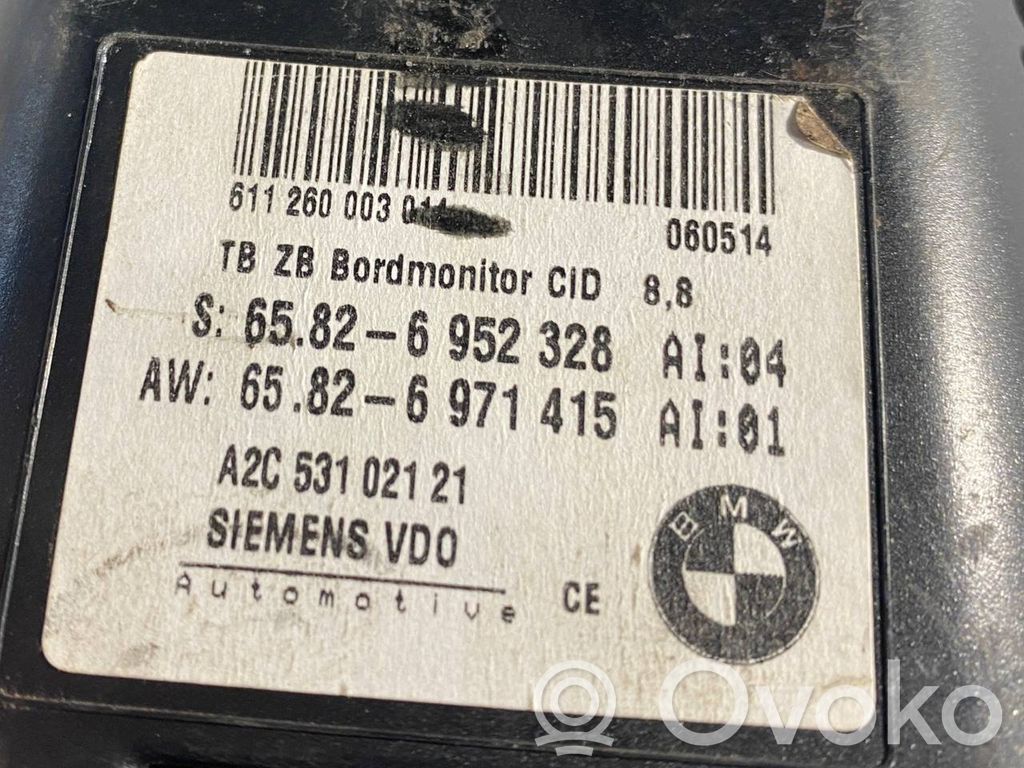 611 260 003 014
060514
TB ZB Bordmonitor CID 8,8
S: 65.82-6 952 328 AI:04
AW: 65.82-6 971 415 AI:01
A2C 531 021 21
SIEMENS VDO
Automotive
CE
BMW
Ovoko